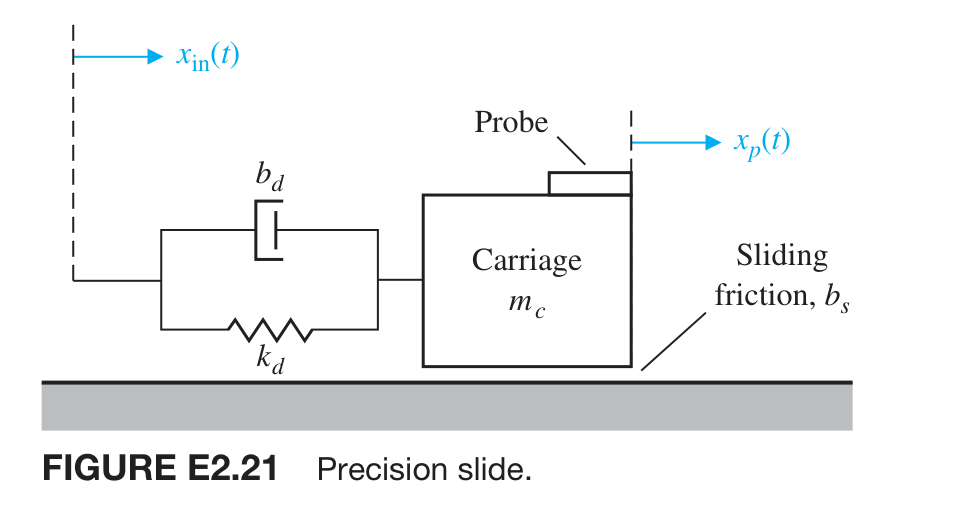 x_in(t)
Probe
x_p(t)
b_d
Carriage
m_c
Sliding
friction, b_s
k_d
FIGURE E2.21 Precision slide.